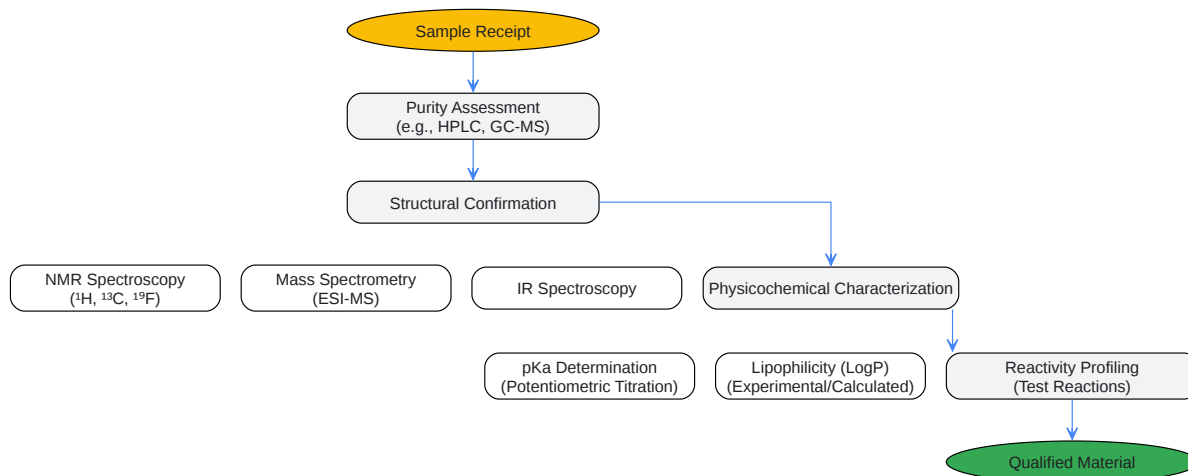 Sample Receipt
Purity Assessment
(e.g., HPLC, GC-MS)
Structural Confirmation
NMR Spectroscopy
(¹H, ¹³C, ¹⁹F)
Mass Spectrometry
(ESI-MS)
IR Spectroscopy
Physicochemical Characterization
pKa Determination
(Potentiometric Titration)
Lipophilicity (LogP)
(Experimental/Calculated)
Reactivity Profiling
(Test Reactions)
Qualified Material